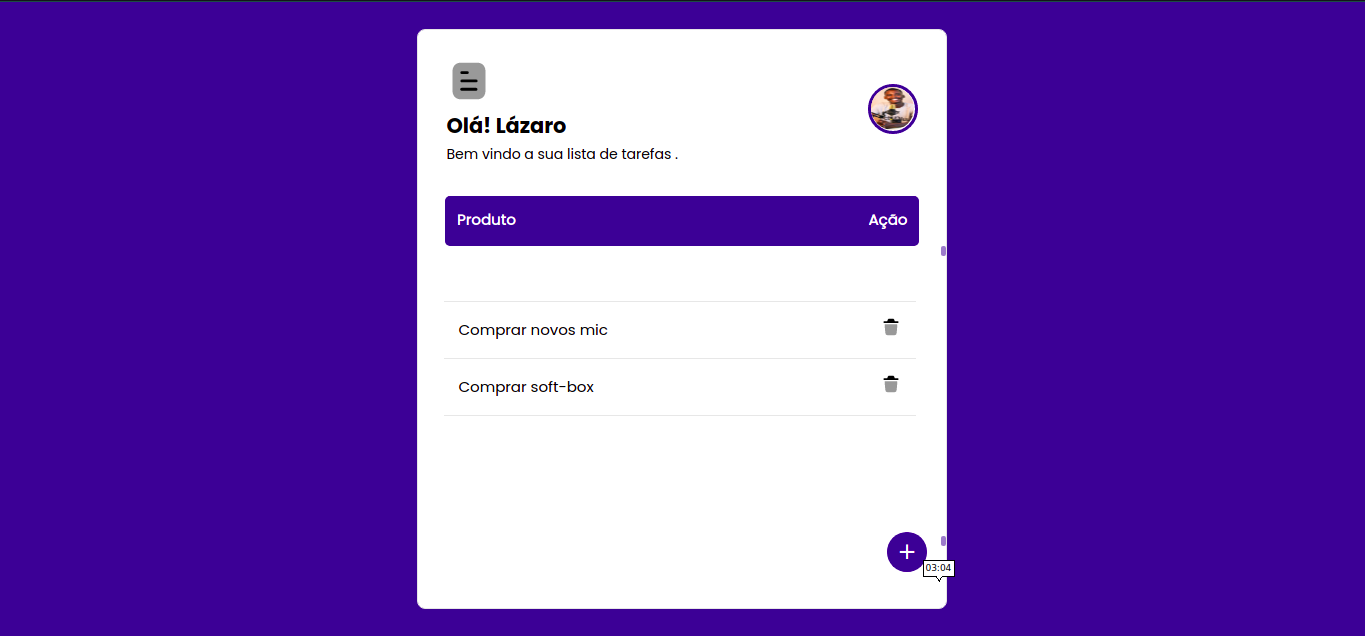 Olá! Lázaro
Bem vindo a sua lista de tarefas .
Produto Ação
Comprar novos mic
Comprar soft-box
03:04